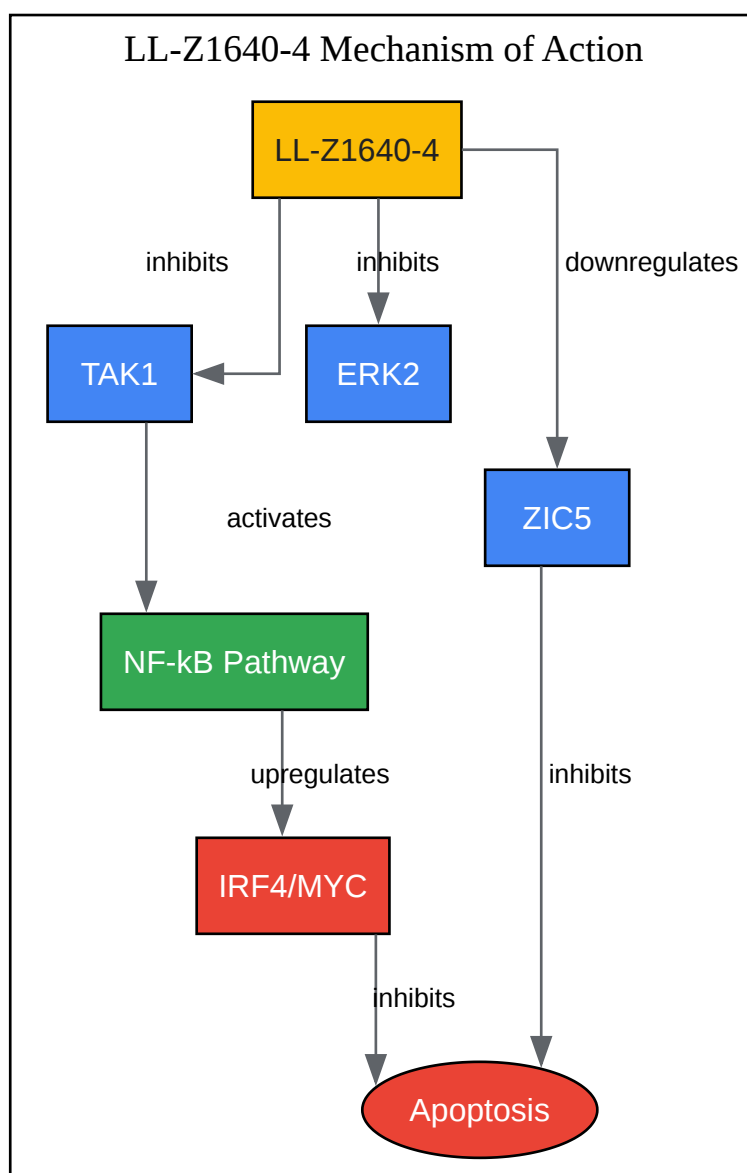 LL-Z1640-4 Mechanism of Action
LL-Z1640-4
inhibits
inhibits
downregulates
TAK1
ERK2
ZIC5
activates
NF-kB Pathway
upregulates
inhibits
IRF4/MYC
inhibits
Apoptosis